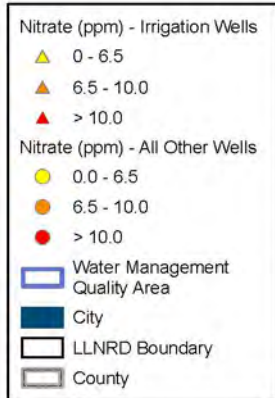 Nitrate (ppm) - Irrigation Wells
0 - 6.5
6.5 - 10.0
> 10.0
Nitrate (ppm) - All Other Wells
0.0 - 6.5
6.5 - 10.0
> 10.0
Water Management
Quality Area
City
LLNRD Boundary
County